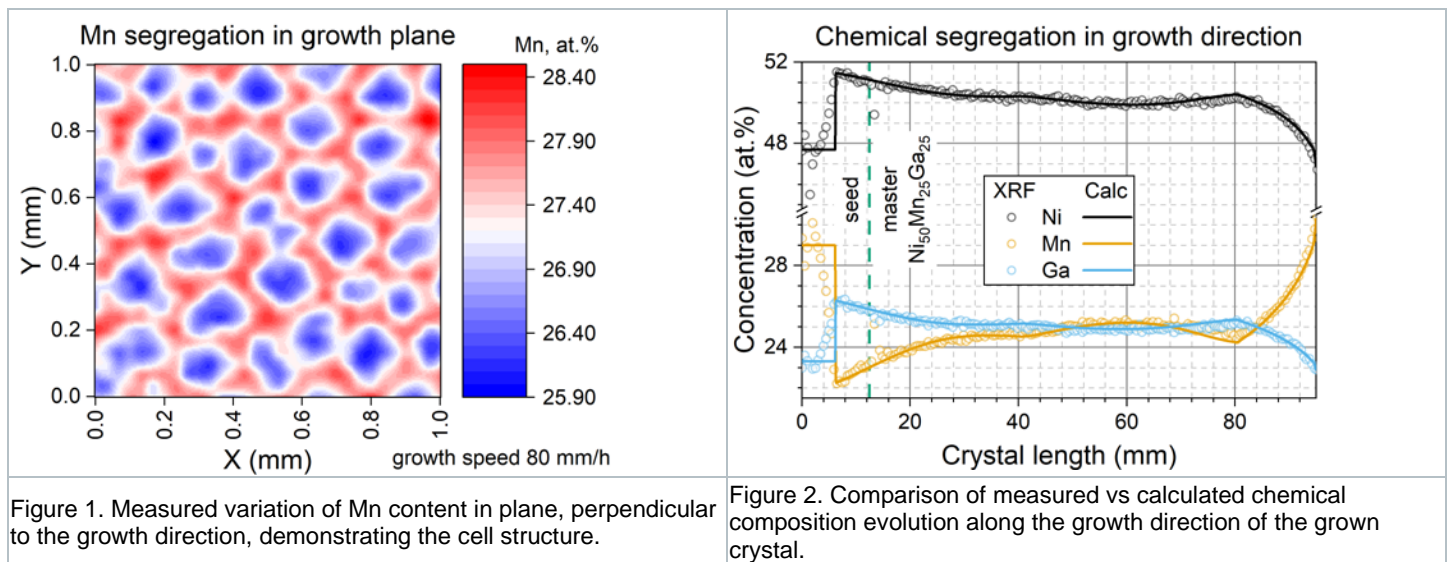 Mn segregation in growth plane
Mn, at.%
1.0
0.8
0.6
0.4
0.2
0.0
Y (mm)
0.0
0.2
0.4
0.6
0.8
1.0
X (mm)
growth speed 80 mm/h
28.40
27.90
27.40
26.90
26.40
25.90
Figure 1. Measured variation of Mn content in plane, perpendicular
to the growth direction, demonstrating the cell structure.
Chemical segregation in growth direction
52
48
28
24
Concentration (at.%)
seed
master
Ni₅₀Mn₂₅Ga₂₅
XRF Calc
Ni
Mn
Ga
0
20
40
60
80
Crystal length (mm)
Figure 2. Comparison of measured vs calculated chemical
composition evolution along the growth direction of the grown
crystal.